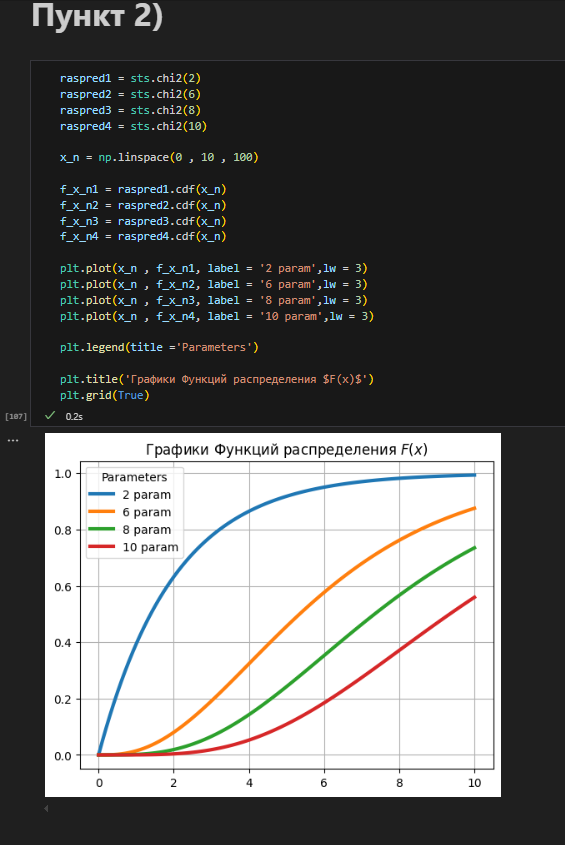 Пункт 2)
raspred1 = sts.chi2(2)
raspred2 = sts.chi2(6)
raspred3 = sts.chi2(8)
raspred4 = sts.chi2(10)
x_n = np.linspace(0 , 10 , 100)
f_x_n1 = raspred1.cdf(x_n)
f_x_n2 = raspred2.cdf(x_n)
f_x_n3 = raspred3.cdf(x_n)
f_x_n4 = raspred4.cdf(x_n)
plt.plot(x_n , f_x_n1, label = '2 param',lw = 3)
plt.plot(x_n , f_x_n2, label = '6 param',lw = 3)
plt.plot(x_n , f_x_n3, label = '8 param',lw = 3)
plt.plot(x_n , f_x_n4, label = '10 param',lw = 3)
plt.legend(title ='Parameters')
plt.title('Графики Функций распределения $F(x)$')
plt.grid(True)
[107] 0.2s
...
Графики Функций распределения F(x)
Parameters
2 param
6 param
8 param
10 param
1.0
0.8
0.6
0.4
0.2
0.0
0 2 4 6 8 10